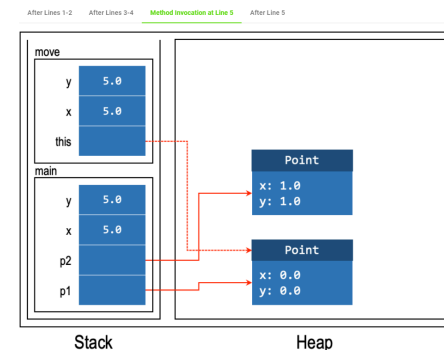 After Lines 1-2 After Lines 3-4 Method Invocation at Line 5 After Line 5
move
y 5.0
x 5.0
this
main
y 5.0
x 5.0
p2
p1
Point
x: 1.0
y: 1.0
Point
x: 0.0
y: 0.0
Stack Heap